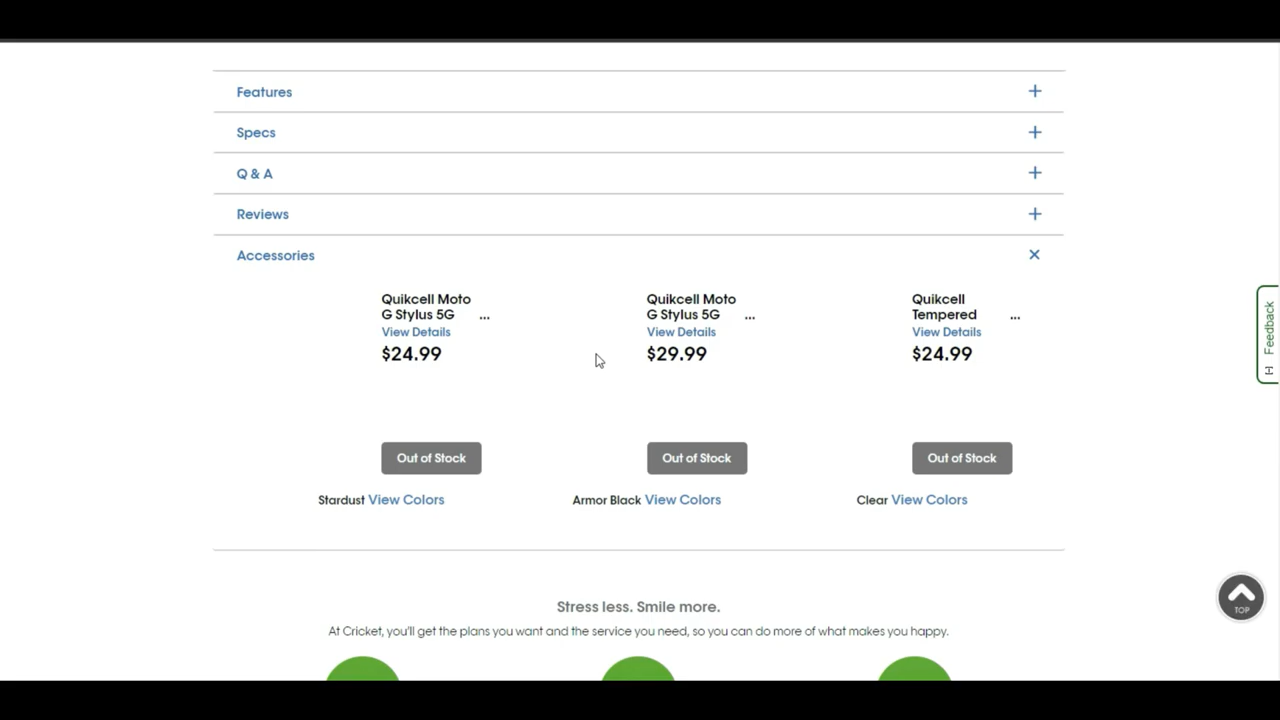 Features
Specs
Q & A
Reviews
Accessories
Quikcell Moto
G Stylus 5G ...
View Details
$24.99
Out of Stock
Stardust View Colors
Quikcell Moto
G Stylus 5G ...
View Details
$29.99
Out of Stock
Armor Black View Colors
Quikcell
Tempered ...
View Details
$24.99
Out of Stock
Clear View Colors
Stress less. Smile more.
At Cricket, you'll get the plans you want and the service you need, so you can do more of what makes you happy.
Feedback
TOP